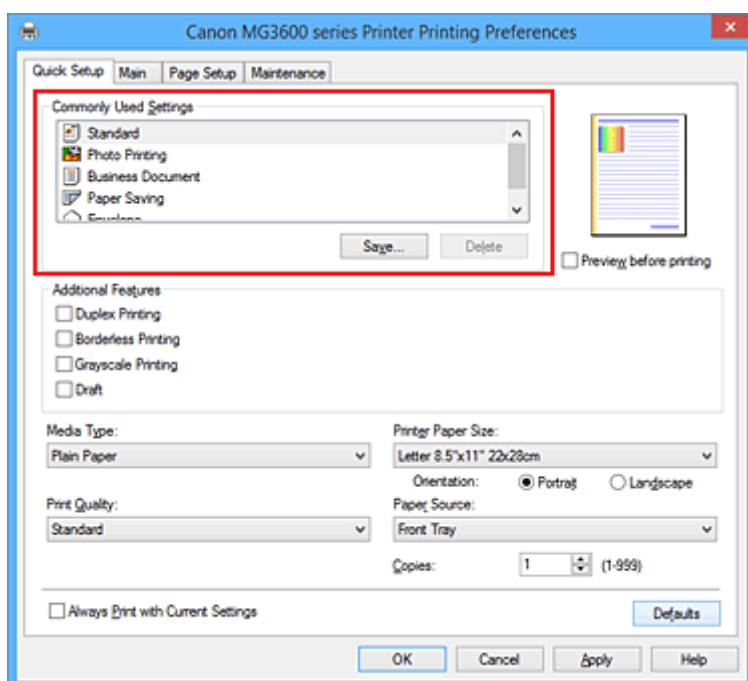 Canon MG3600 series Printer Printing Preferences
Quick Setup Main Page Setup Maintenance
Commonly Used Settings
Standard
Photo Printing
Business Document
Paper Saving
Envelope
Save... Delete
Preview before printing
Additional Features
Duplex Printing
Borderless Printing
Grayscale Printing
Draft
Media Type: Printer Paper Size:
Plain Paper Letter 8.5"x11" 22x28cm
Orientation: Portrait Landscape
Print Quality: Paper Source:
Standard Front Tray
Copies: 1 (1-999)
Always Print with Current Settings Defaults
OK Cancel Apply Help